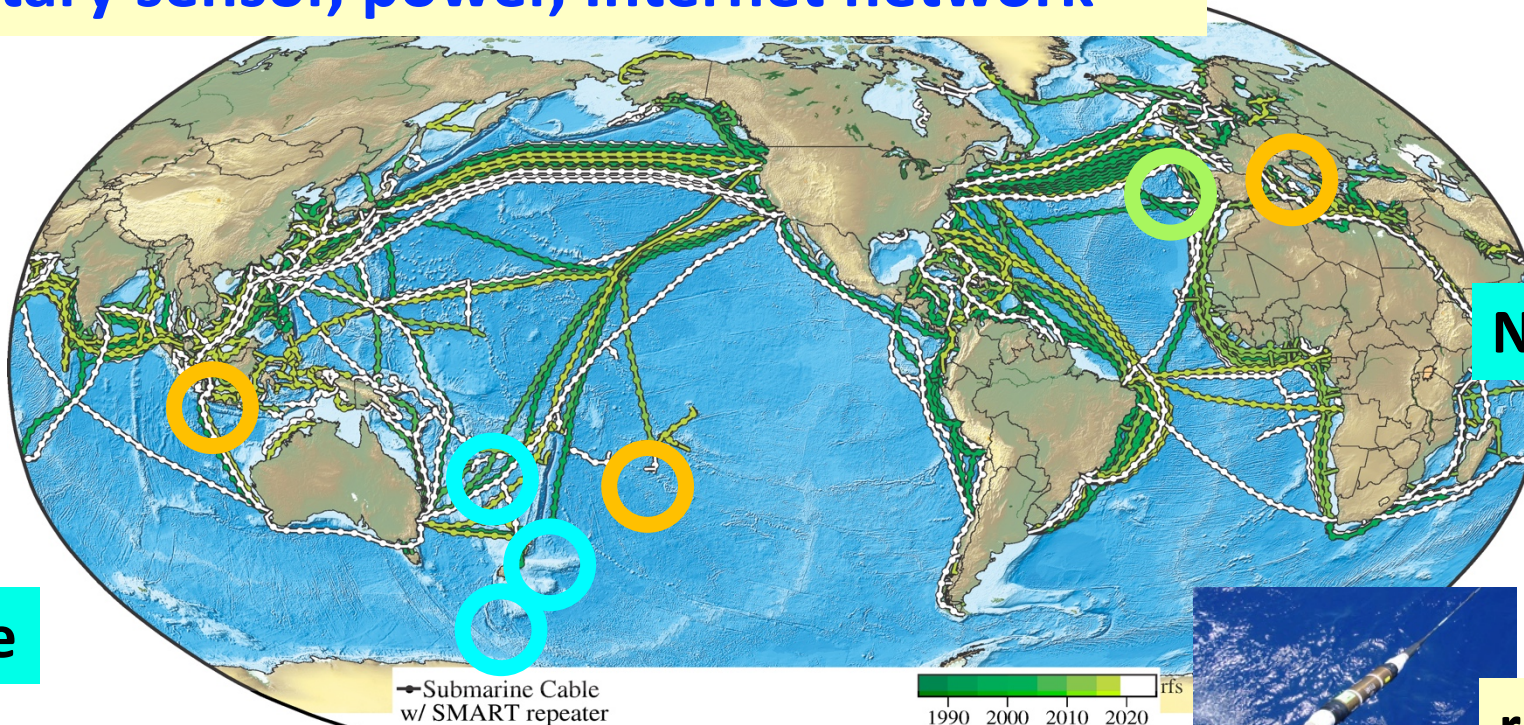 tary sensor, power, internet network
N
e
Submarine Cable
w/ SMART repeater
rfs
1990 2000 2010 2020
r